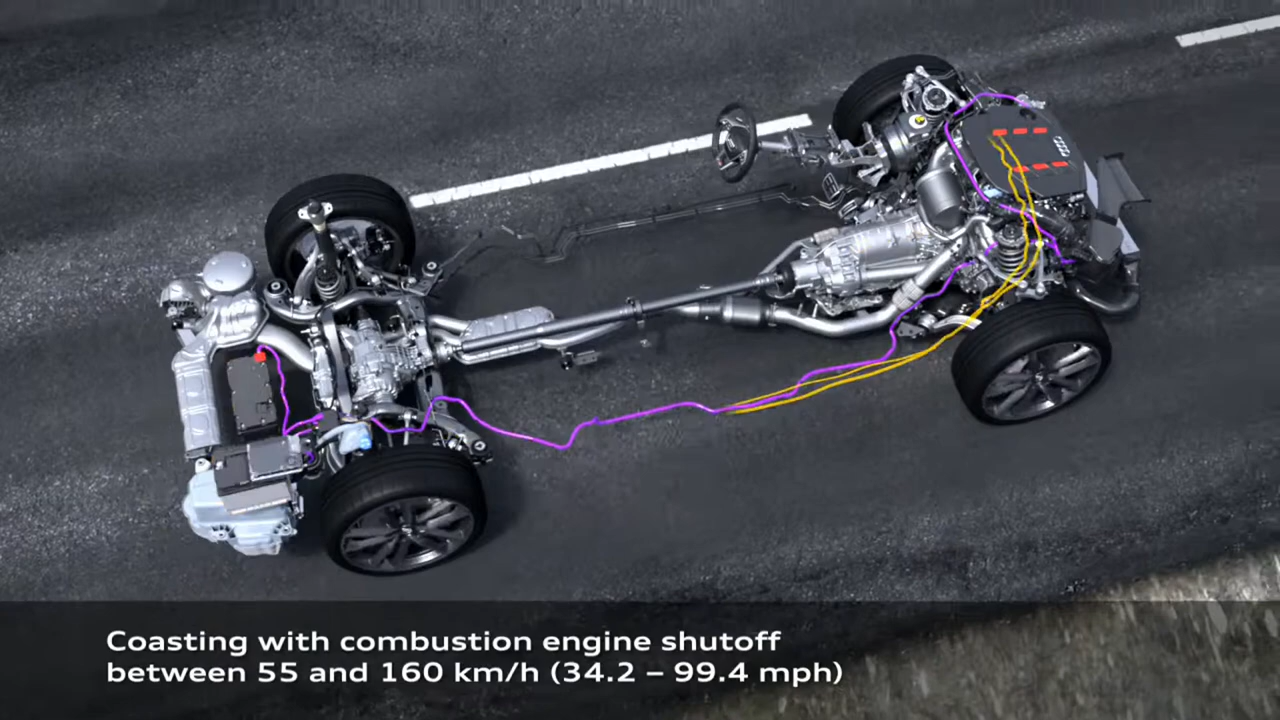 Coasting with combustion engine shutoff
between 55 and 160 km/h (34.2 – 99.4 mph)